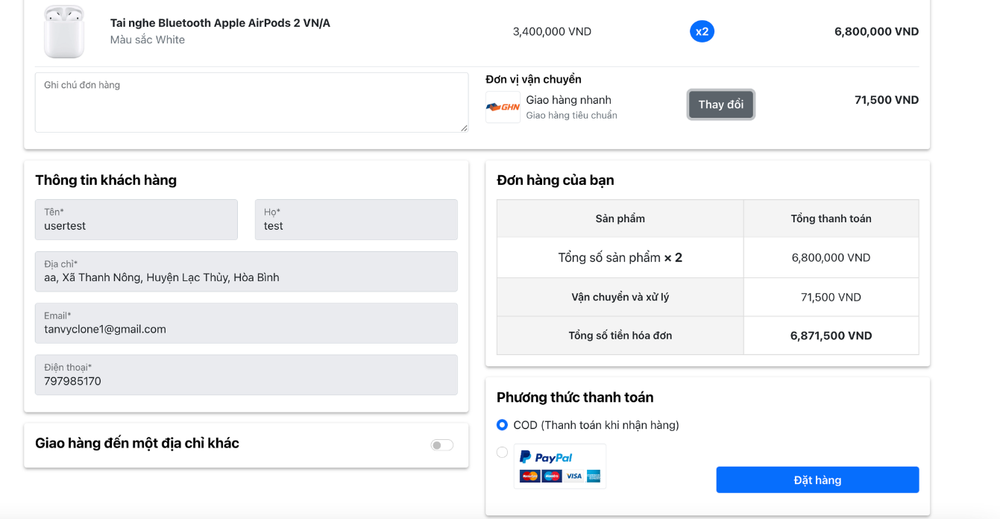 Tai nghe Bluetooth Apple AirPods 2 VN/A
Màu sắc White
3,400,000 VND
x2
6,800,000 VND
Ghi chú đơn hàng
Đơn vị vận chuyển
GHN
Giao hàng nhanh
Giao hàng tiêu chuẩn
Thay đổi
71,500 VND
Thông tin khách hàng
Tên*
usertest
Họ*
test
Địa chỉ*
aa, Xã Thanh Nông, Huyện Lạc Thủy, Hòa Bình
Email*
tanvyclone1@gmail.com
Điện thoại*
797985170
Giao hàng đến một địa chỉ khác
Đơn hàng của bạn
Sản phẩm
Tổng thanh toán
Tổng số sản phẩm × 2
6,800,000 VND
Vận chuyển và xử lý
71,500 VND
Tổng số tiền hóa đơn
6,871,500 VND
Phương thức thanh toán
COD (Thanh toán khi nhận hàng)
PayPal
MasterCard
Maestro
VISA
Đặt hàng